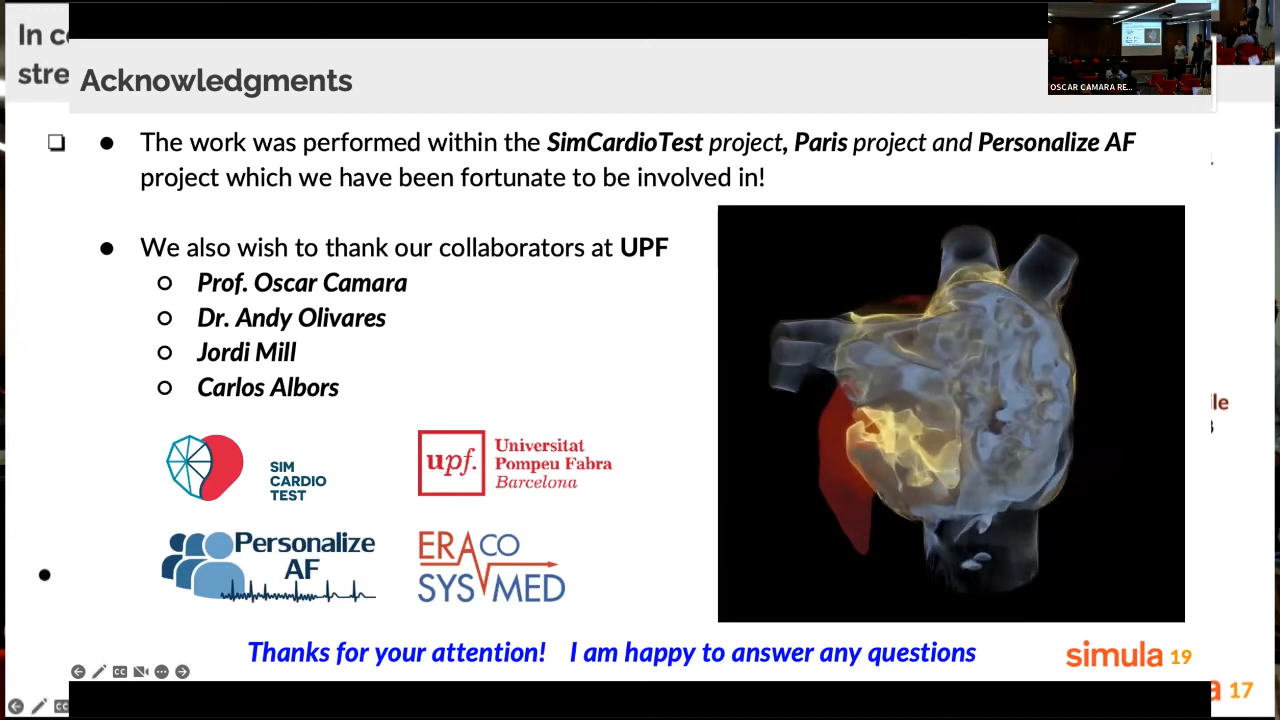 In c
stre
Acknowledgments
OSCAR CAMARA RE...
❏
● The work was performed within the SimCardioTest project, Paris project and Personalize AF
project which we have been fortunate to be involved in!
● We also wish to thank our collaborators at UPF
○ Prof. Oscar Camara
○ Dr. Andy Olivares
○ Jordi Mill
○ Carlos Albors
le
SIM
CARDIO
TEST
upf.
Universitat
Pompeu Fabra
Barcelona
Personalize
AF
ERACO
SYSMED
●
Thanks for your attention! I am happy to answer any questions
simula 19
CC
CC
a 17